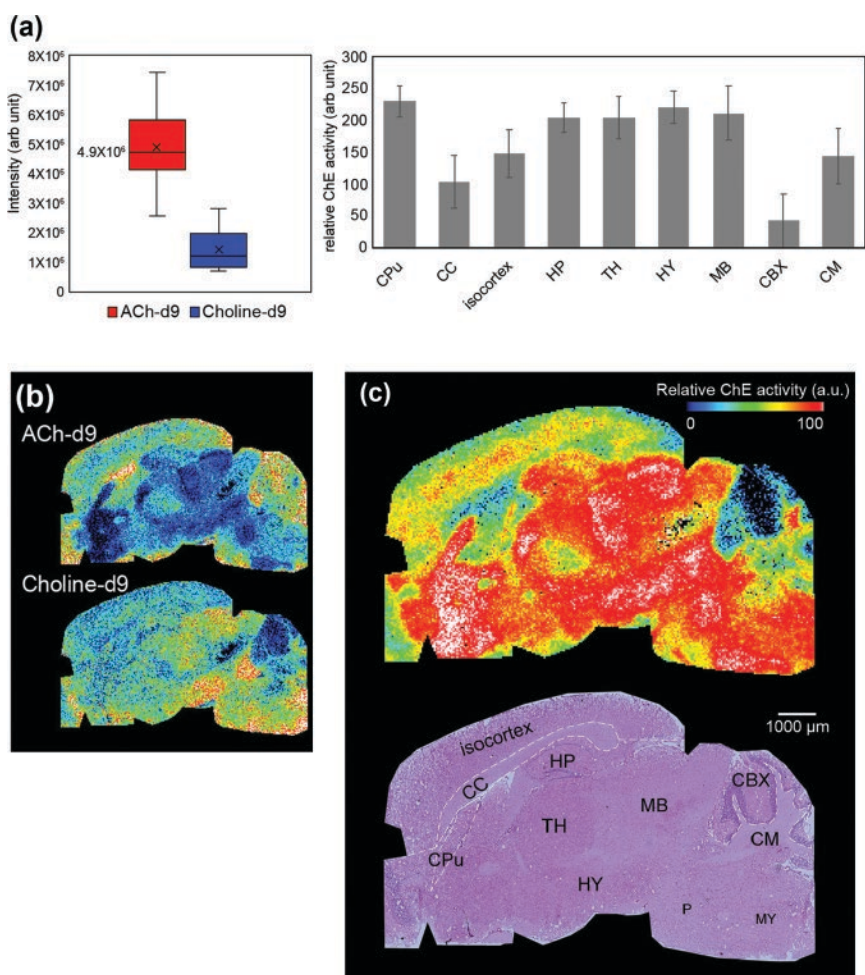 (a)
Intensity (arb unit)
8X10⁶
7X10⁶
6X10⁶
5X10⁶
4.9X10⁶
4X10⁶
3X10⁶
2X10⁶
1X10⁶
0
ACh-d9 Choline-d9
relative ChE activity (arb unit)
300
250
200
150
100
50
0
CPu
CC
isocortex
HP
TH
HY
MB
CBX
CM
(b)
ACh-d9
Choline-d9
(c)
Relative ChE activity (a.u.)
0 100
1000 µm
isocortex
CC
HP
CBX
MB
TH
CM
CPu
HY
P
MY